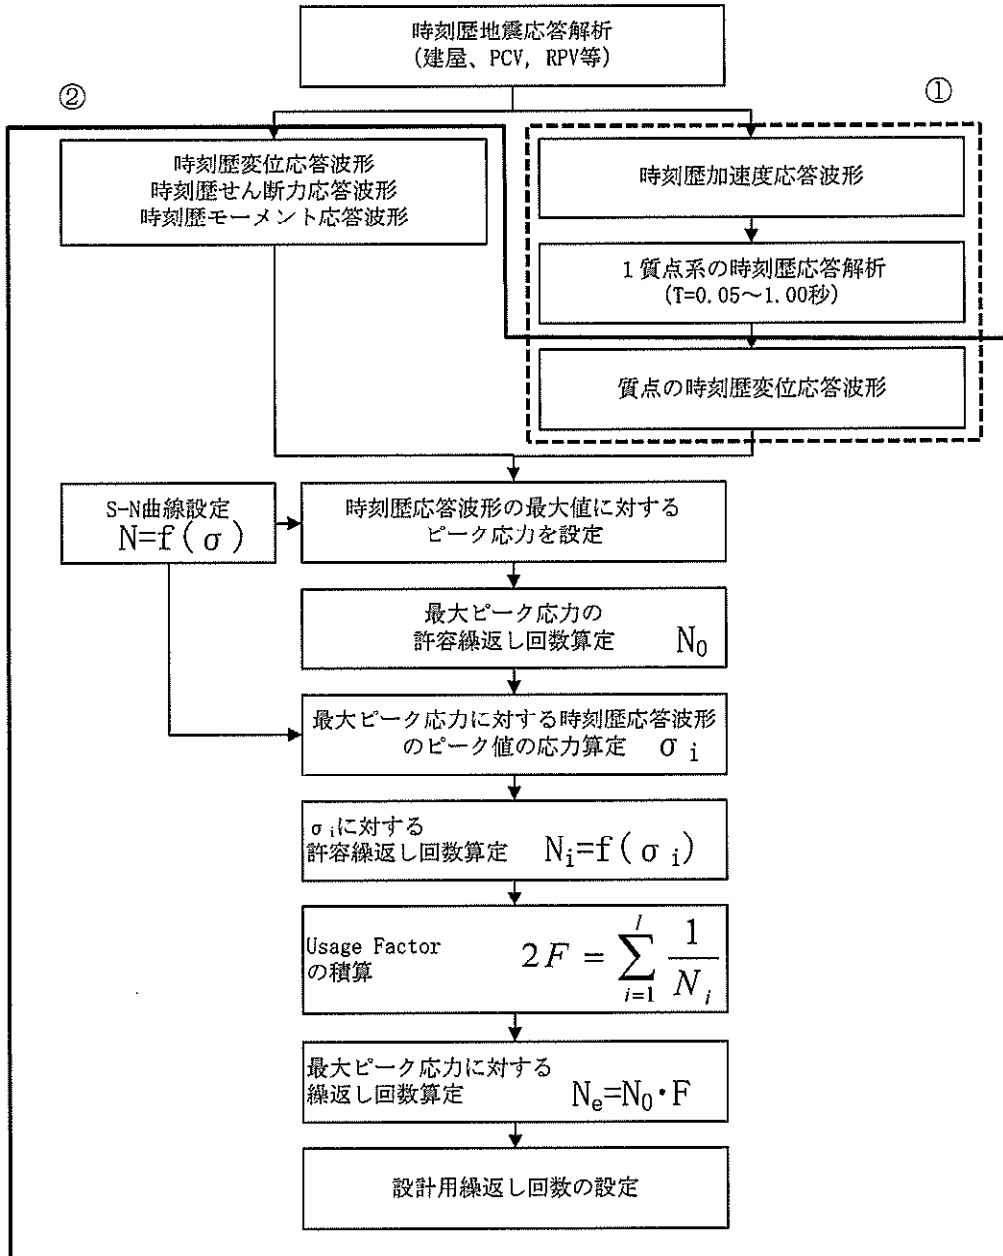 時刻歴地震応答解析
(建屋、PCV, RPV等)
②
①
時刻歴変位応答波形
時刻歴せん断力応答波形
時刻歴モーメント応答波形
時刻歴加速度応答波形
1質点系の時刻歴応答解析
(T=0.05～1.00秒)
質点の時刻歴変位応答波形
S-N曲線設定
N=f(σ)
時刻歴応答波形の最大値に対する
ピーク応力を設定
最大ピーク応力の
許容繰返し回数算定 N₀
最大ピーク応力に対する時刻歴応答波形
のピーク値の応力算定 σi
σiに対する
許容繰返し回数算定 Ni=f(σi)
Usage Factor
の積算
2F = \sum_{i=1}^{I} \frac{1}{N_i}
最大ピーク応力に対する
繰返し回数算定 Ne=N₀・F
設計用繰返し回数の設定